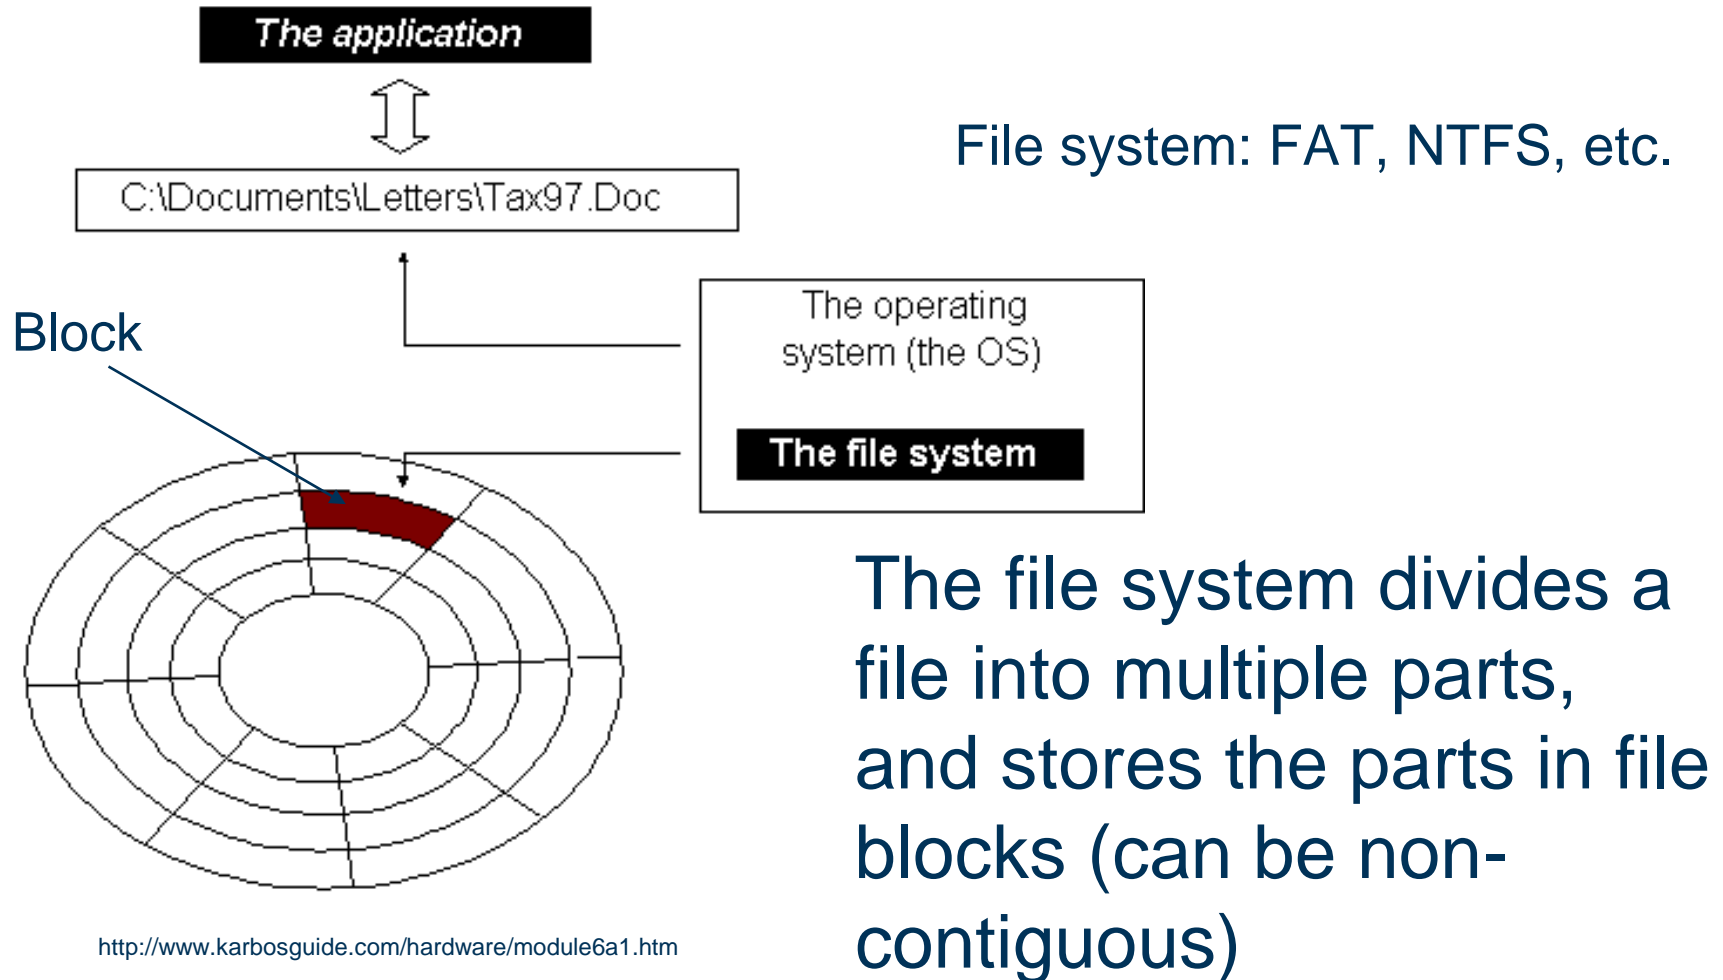 The application
File system: FAT, NTFS, etc.
C:\Documents\Letters\Tax97.Doc
The operating
system (the OS)
Block
The file system
The file system divides a
file into multiple parts,
and stores the parts in file
blocks (can be non-
contiguous)
http://www.karbosguide.com/hardware/module6a1.htm